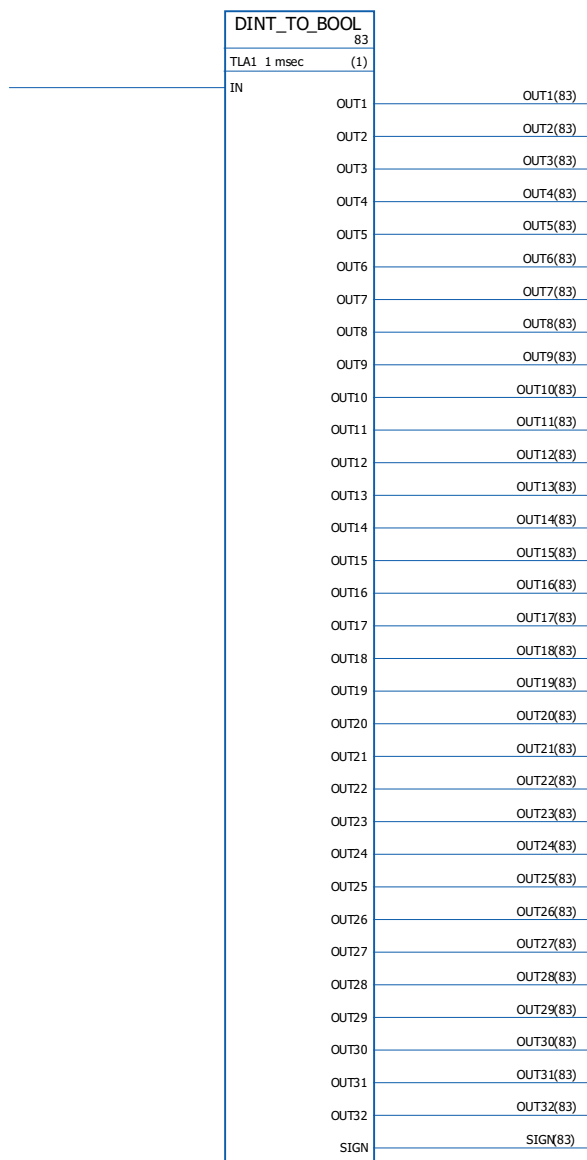 DINT_TO_BOOL
83
TLA1 1 msec (1)
IN
OUT1 OUT1(83)
OUT2 OUT2(83)
OUT3 OUT3(83)
OUT4 OUT4(83)
OUT5 OUT5(83)
OUT6 OUT6(83)
OUT7 OUT7(83)
OUT8 OUT8(83)
OUT9 OUT9(83)
OUT10 OUT10(83)
OUT11 OUT11(83)
OUT12 OUT12(83)
OUT13 OUT13(83)
OUT14 OUT14(83)
OUT15 OUT15(83)
OUT16 OUT16(83)
OUT17 OUT17(83)
OUT18 OUT18(83)
OUT19 OUT19(83)
OUT20 OUT20(83)
OUT21 OUT21(83)
OUT22 OUT22(83)
OUT23 OUT23(83)
OUT24 OUT24(83)
OUT25 OUT25(83)
OUT26 OUT26(83)
OUT27 OUT27(83)
OUT28 OUT28(83)
OUT29 OUT29(83)
OUT30 OUT30(83)
OUT31 OUT31(83)
OUT32 OUT32(83)
SIGN SIGN(83)